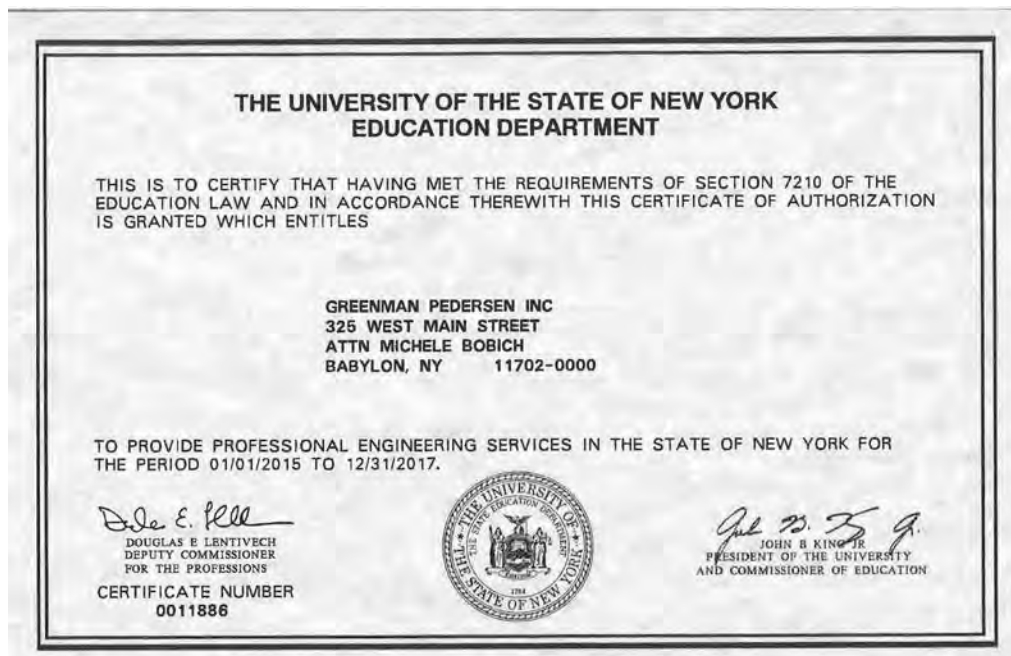 THE UNIVERSITY OF THE STATE OF NEW YORK
EDUCATION DEPARTMENT
THIS IS TO CERTIFY THAT HAVING MET THE REQUIREMENTS OF SECTION 7210 OF THE
EDUCATION LAW AND IN ACCORDANCE THEREWITH THIS CERTIFICATE OF AUTHORIZATION
IS GRANTED WHICH ENTITLES
GREENMAN PEDERSEN INC
325 WEST MAIN STREET
ATTN MICHELE BOBICH
BABYLON, NY 11702-0000
TO PROVIDE PROFESSIONAL ENGINEERING SERVICES IN THE STATE OF NEW YORK FOR
THE PERIOD 01/01/2015 TO 12/31/2017.
DOUGLAS E LENTIVECH
DEPUTY COMMISSIONER
FOR THE PROFESSIONS
CERTIFICATE NUMBER
0011886
THE UNIVERSITY OF THE STATE OF NEW YORK
THE STATE EDUCATION DEPARTMENT
1784
JOHN B KING JR
PRESIDENT OF THE UNIVERSITY
AND COMMISSIONER OF EDUCATION